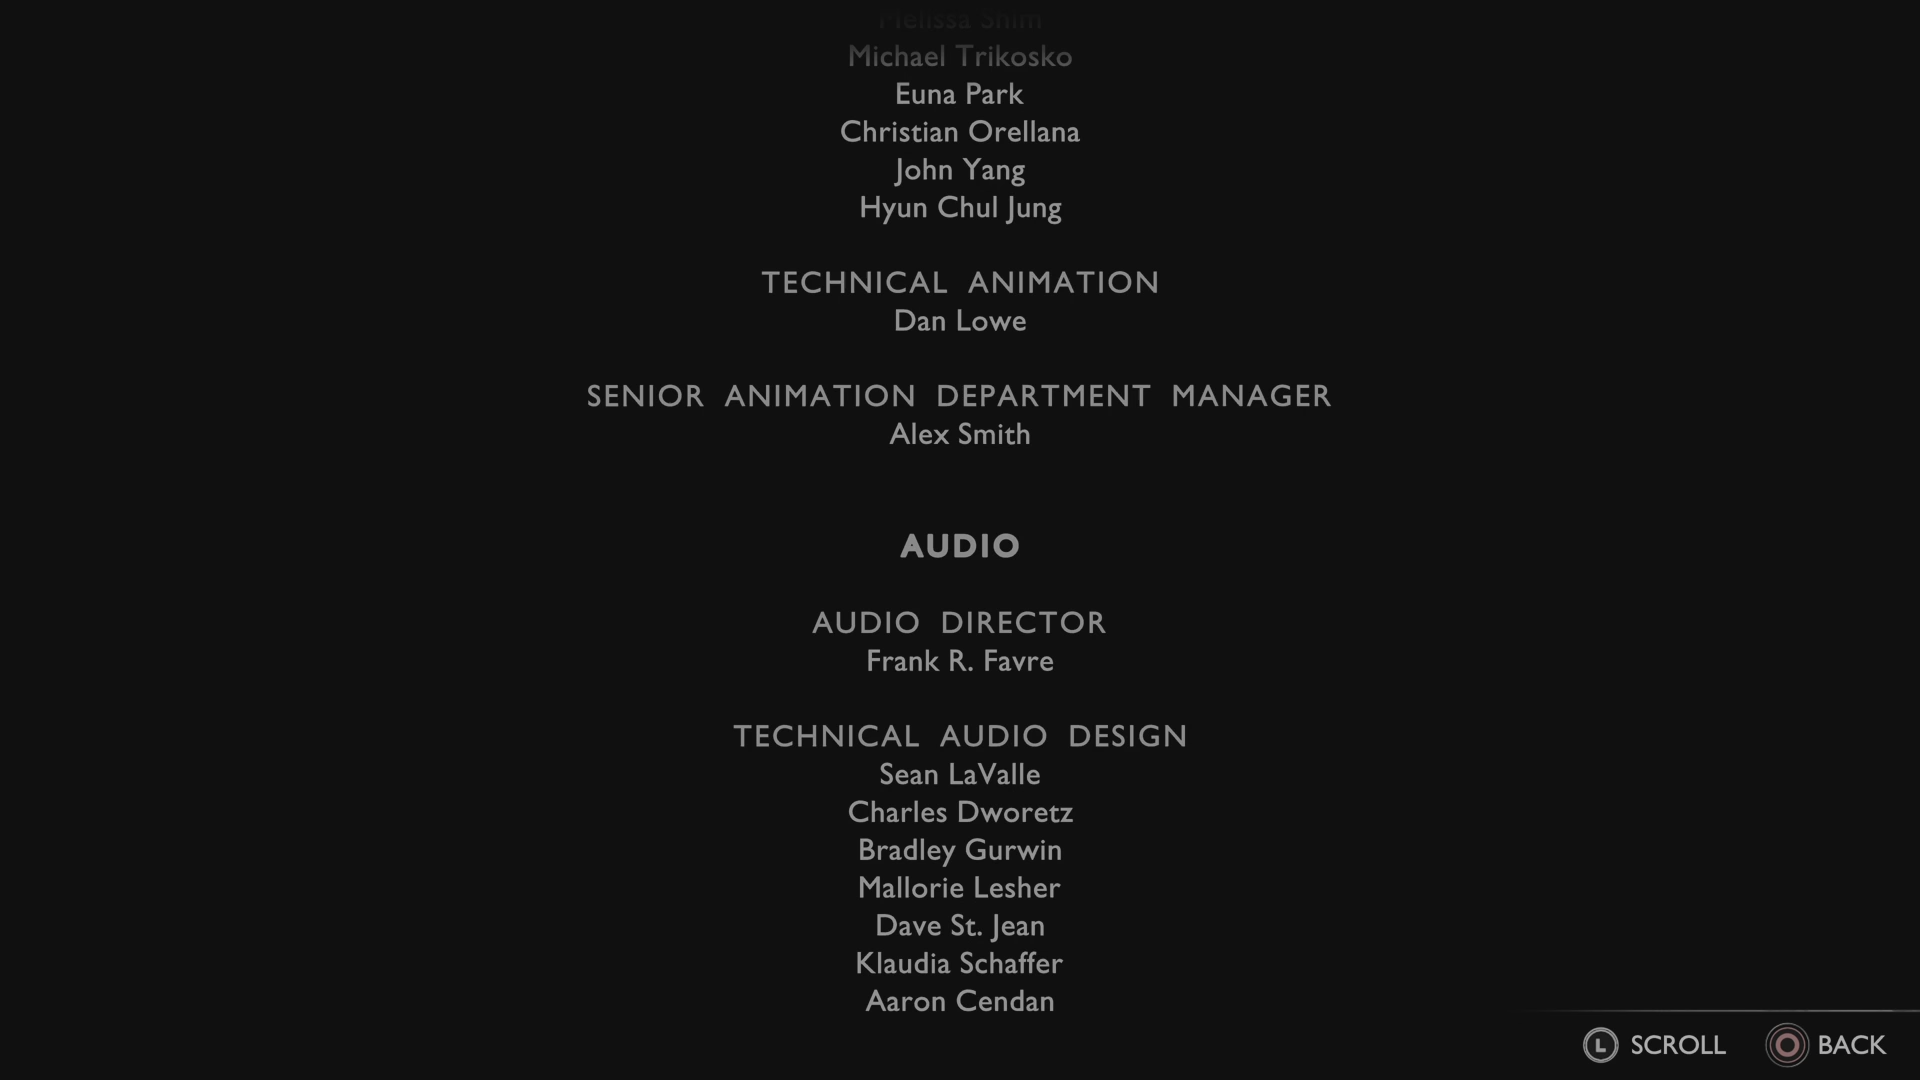 Melissa Shim
Michael Trikosko
Euna Park
Christian Orellana
John Yang
Hyun Chul Jung
TECHNICAL ANIMATION
Dan Lowe
SENIOR ANIMATION DEPARTMENT MANAGER
Alex Smith
AUDIO
AUDIO DIRECTOR
Frank R. Favre
TECHNICAL AUDIO DESIGN
Sean LaValle
Charles Dworetz
Bradley Gurwin
Mallorie Lesher
Dave St. Jean
Klaudia Schaffer
Aaron Cendan
L SCROLL BACK